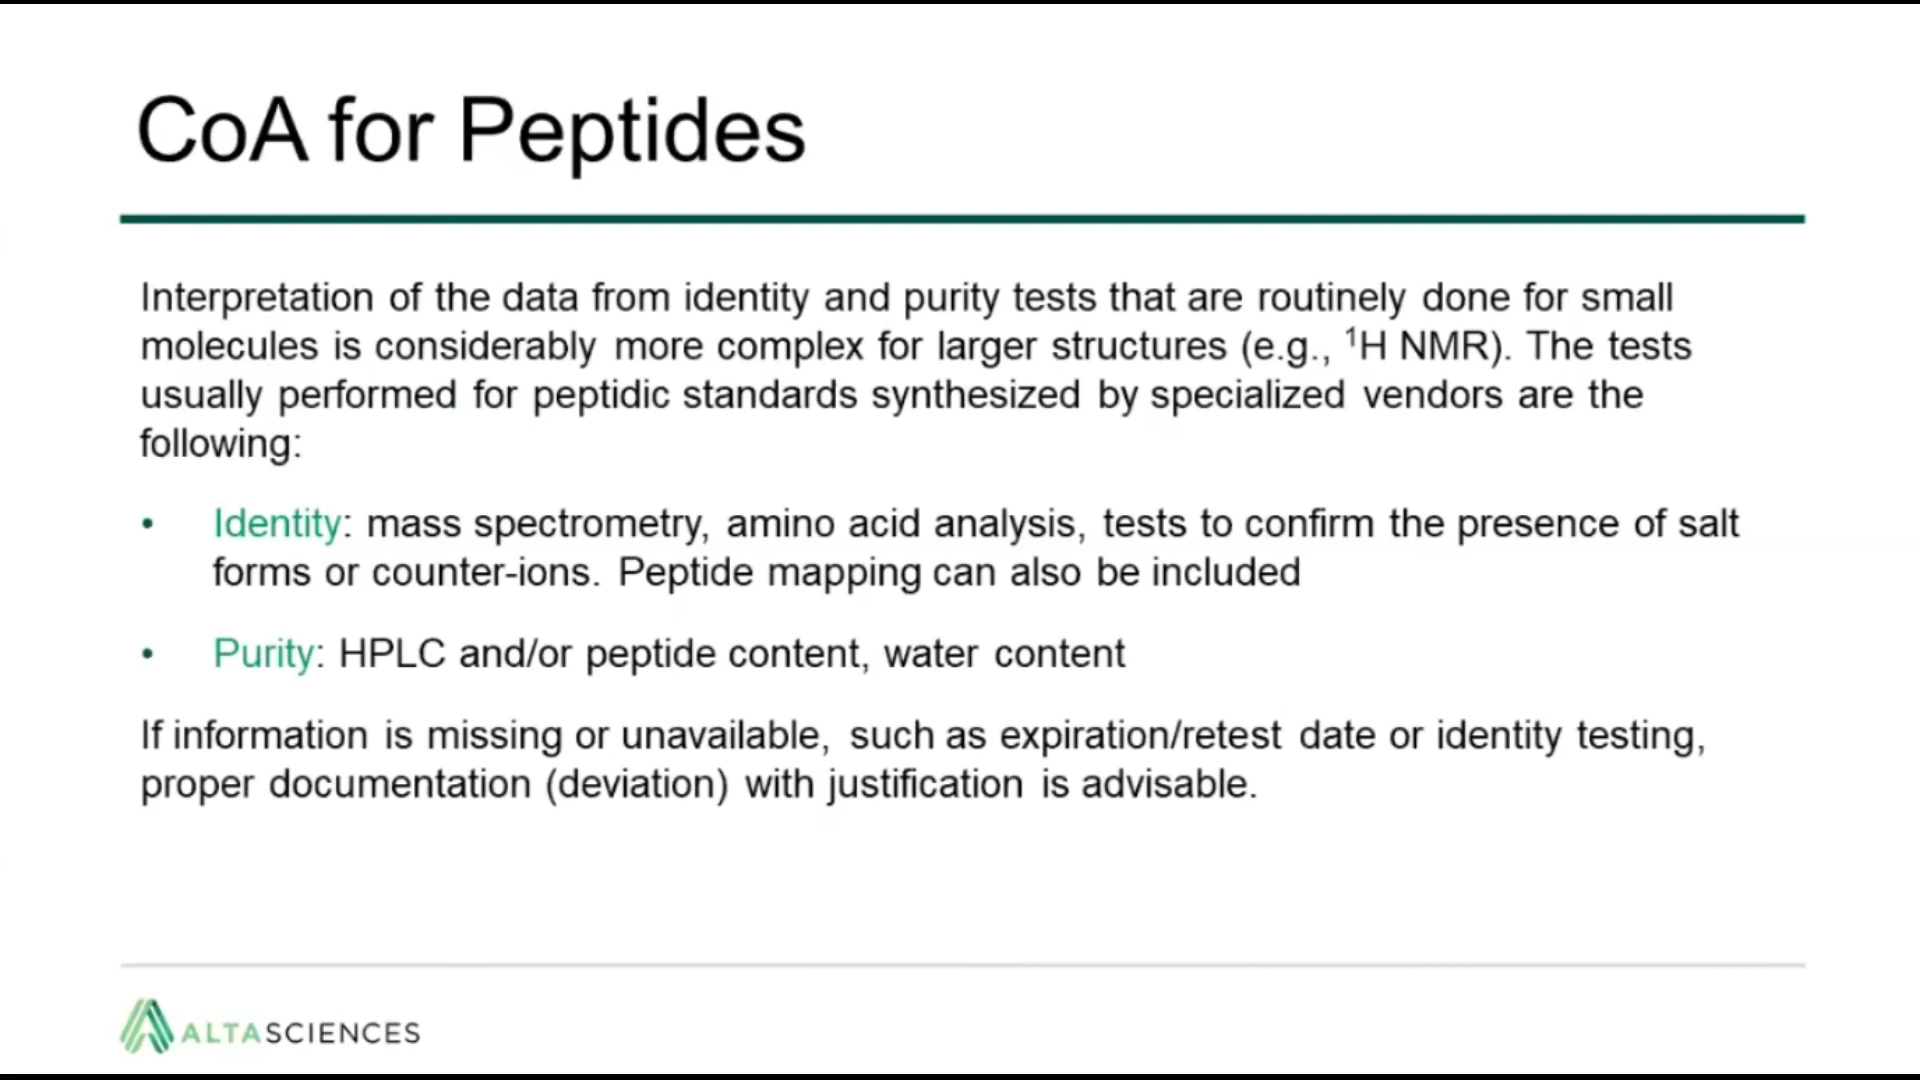 CoA for Peptides
Interpretation of the data from identity and purity tests that are routinely done for small
molecules is considerably more complex for larger structures (e.g., ¹H NMR). The tests
usually performed for peptidic standards synthesized by specialized vendors are the
following:
• Identity: mass spectrometry, amino acid analysis, tests to confirm the presence of salt
forms or counter-ions. Peptide mapping can also be included
• Purity: HPLC and/or peptide content, water content
If information is missing or unavailable, such as expiration/retest date or identity testing,
proper documentation (deviation) with justification is advisable.
ALTASCIENCES